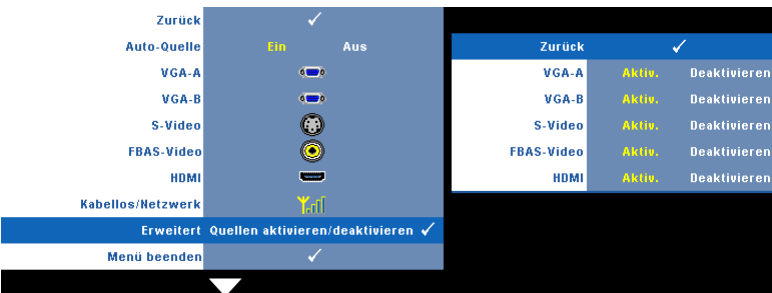 Zurück
Auto-Quelle Ein Aus
VGA-A
VGA-B
S-Video
FBAS-Video
HDMI
Kabellos/Netzwerk
Erweitert Quellen aktivieren/deaktivieren
Menü beenden
Zurück
VGA-A Aktiv. Deaktivieren
VGA-B Aktiv. Deaktivieren
S-Video Aktiv. Deaktivieren
FBAS-Video Aktiv. Deaktivieren
HDMI Aktiv. Deaktivieren